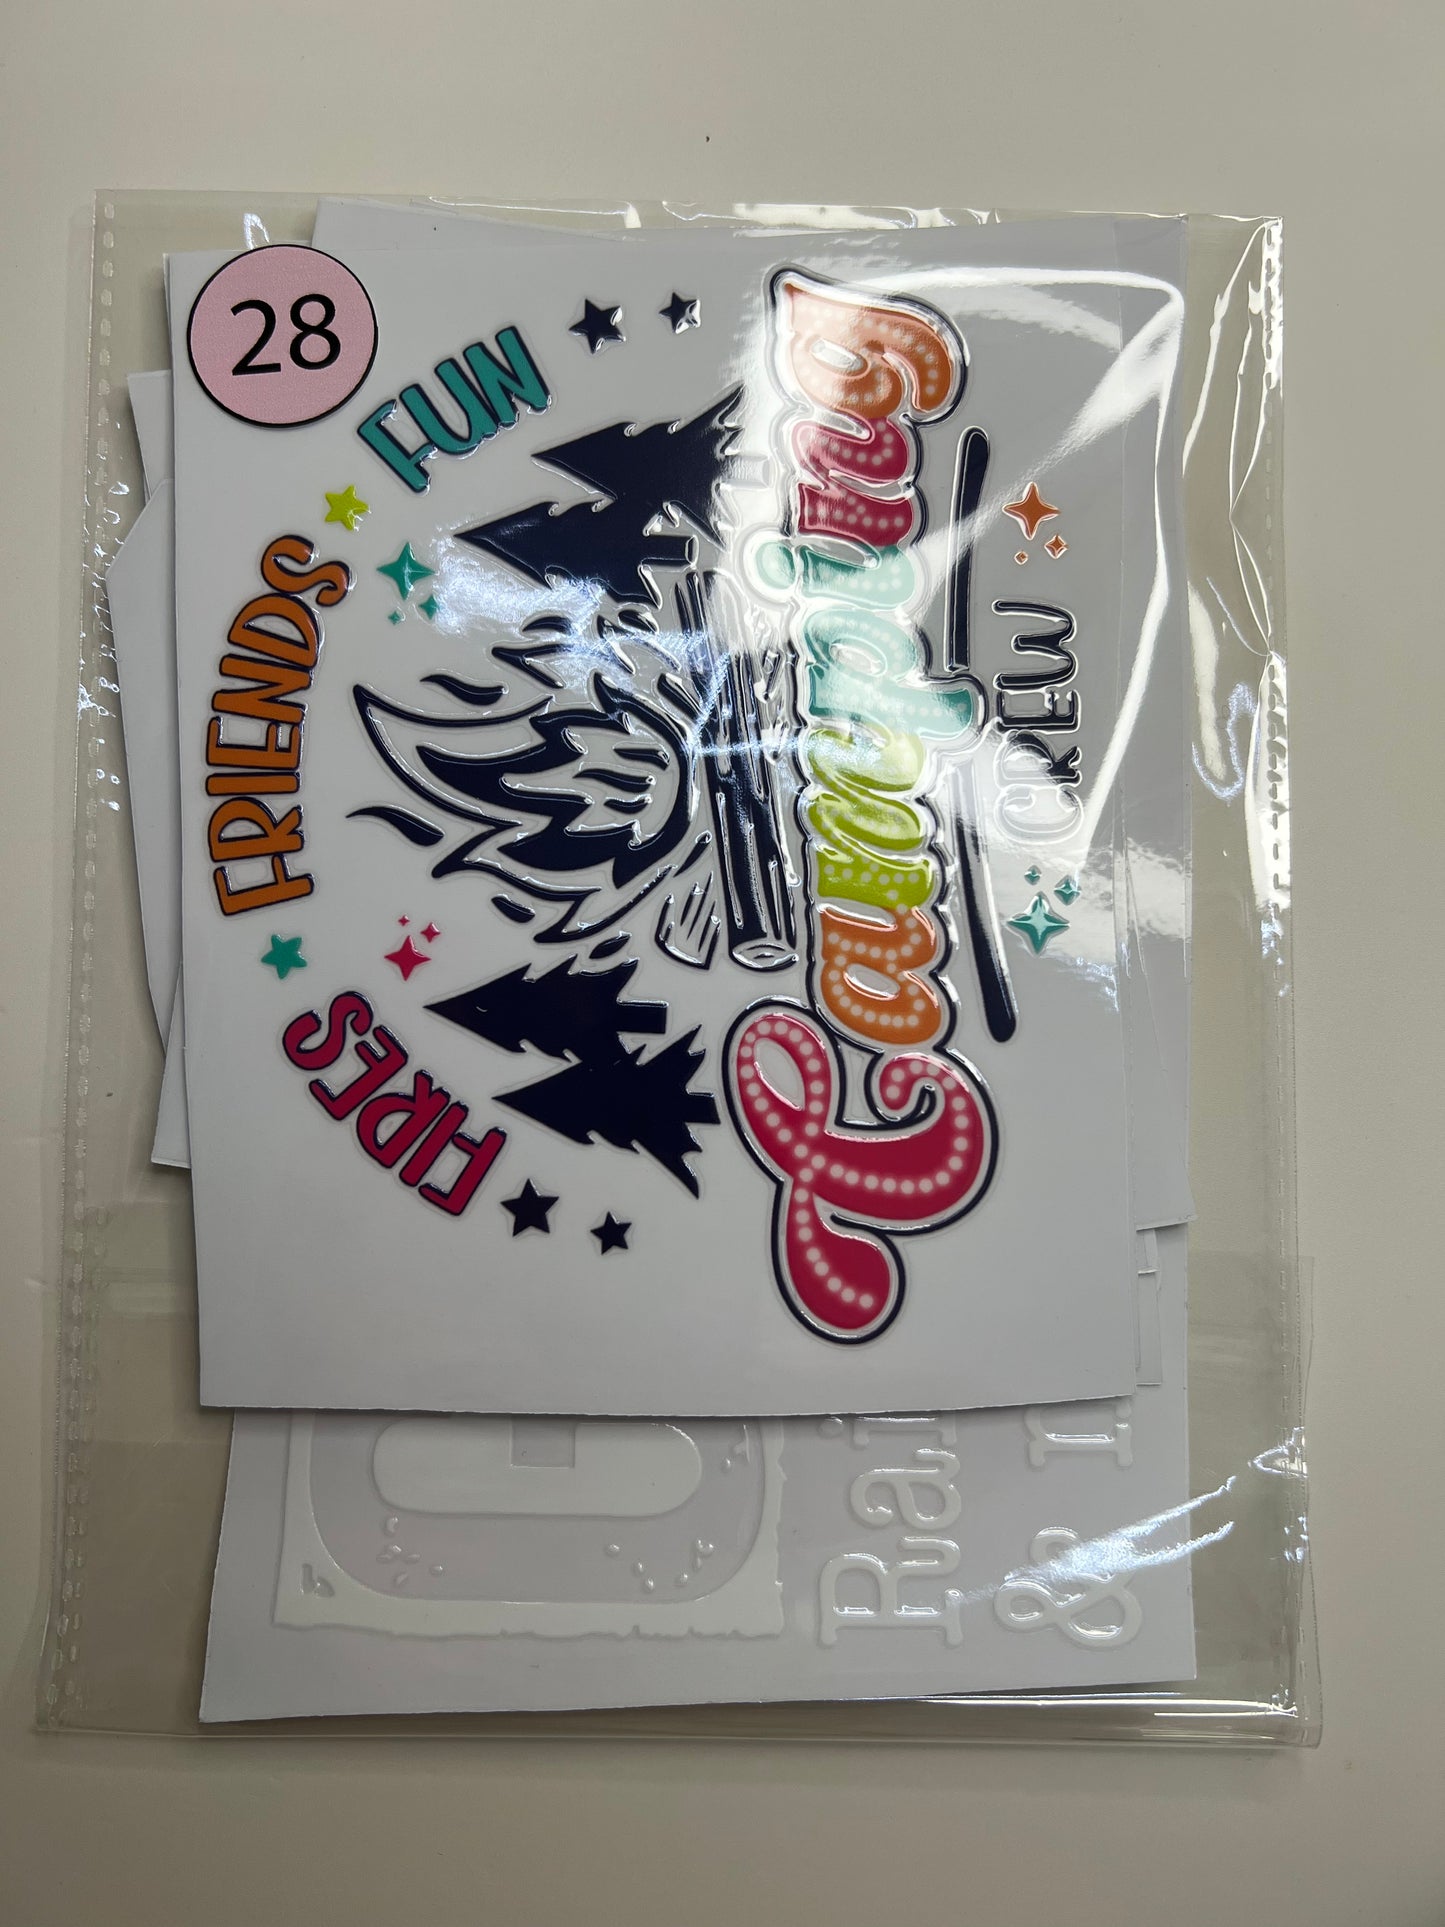 28
FIRES FRIENDS FUN
Camping
CREW
&